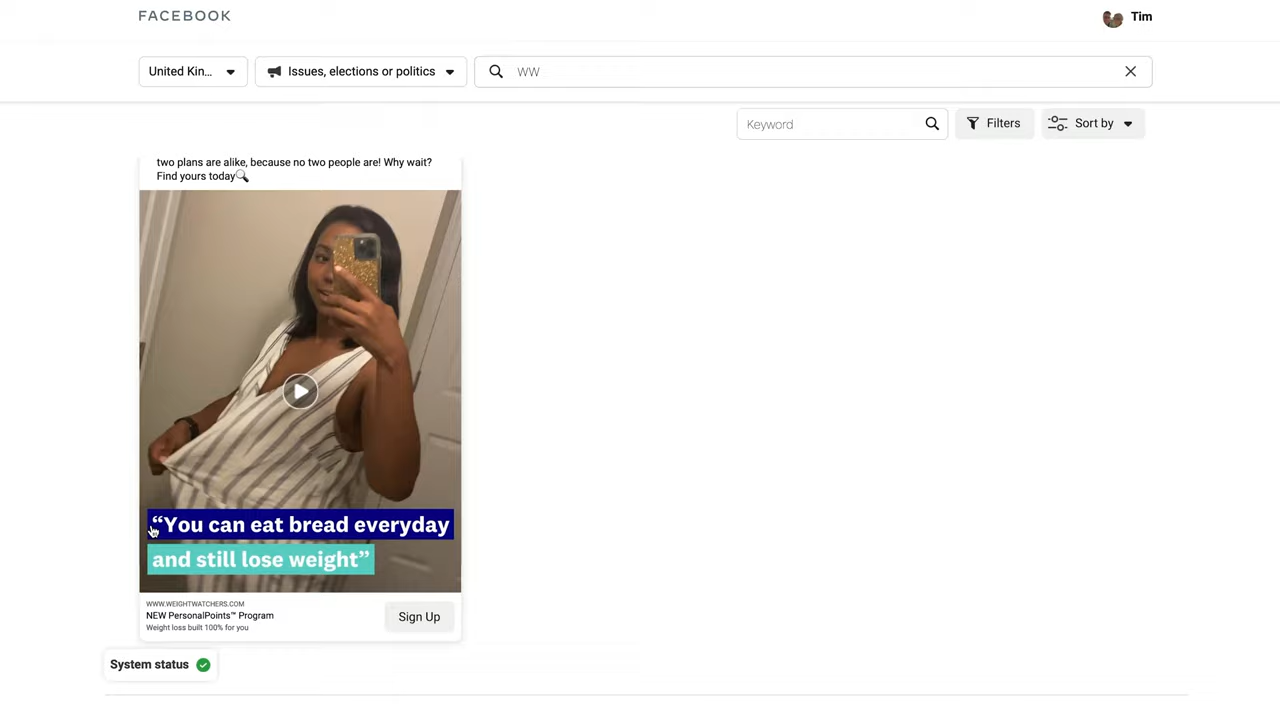 FACEBOOK
Tim
United Kin...
Issues, elections or politics
WW
Keyword
Filters
Sort by
two plans are alike, because no two people are! Why wait?
Find yours today
“You can eat bread everyday
and still lose weight”
WWW.WEIGHTWATCHERS.COM
NEW PersonalPoints™ Program
Weight loss built 100% for you
Sign Up
System status